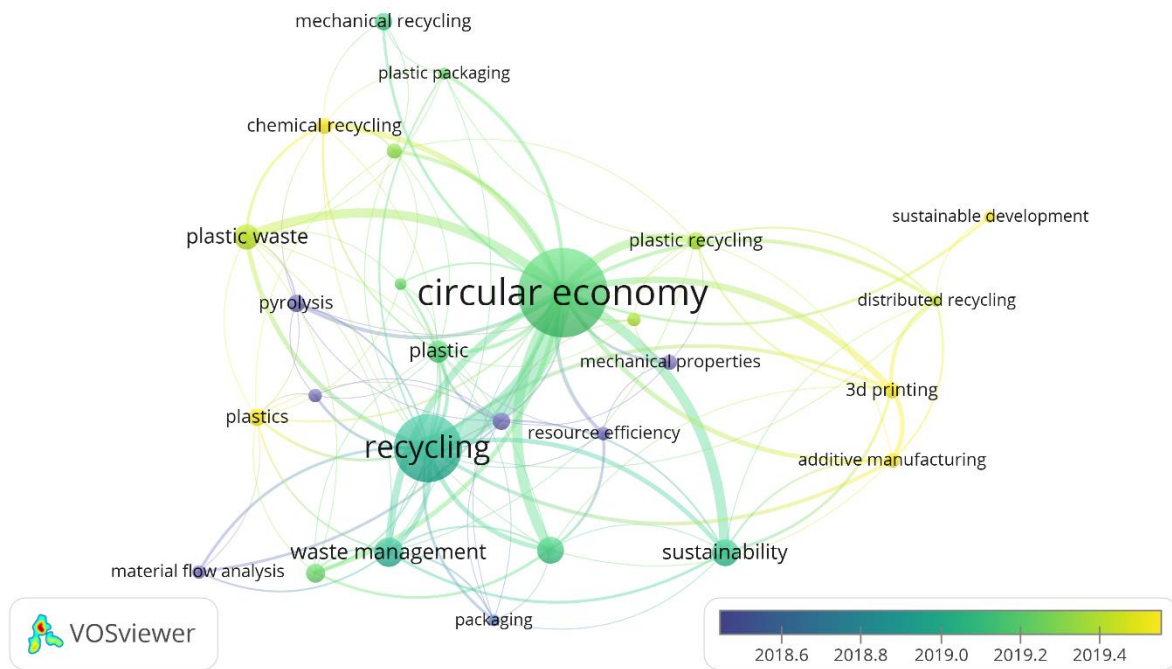 mechanical recycling
plastic packaging
chemical recycling
sustainable development
plastic waste
plastic recycling
circular economy
pyrolysis
distributed recycling
plastic
mechanical properties
3d printing
plastics
resource efficiency
recycling
additive manufacturing
waste management
sustainability
material flow analysis
packaging
VOSviewer
2018.6 2018.8 2019.0 2019.2 2019.4